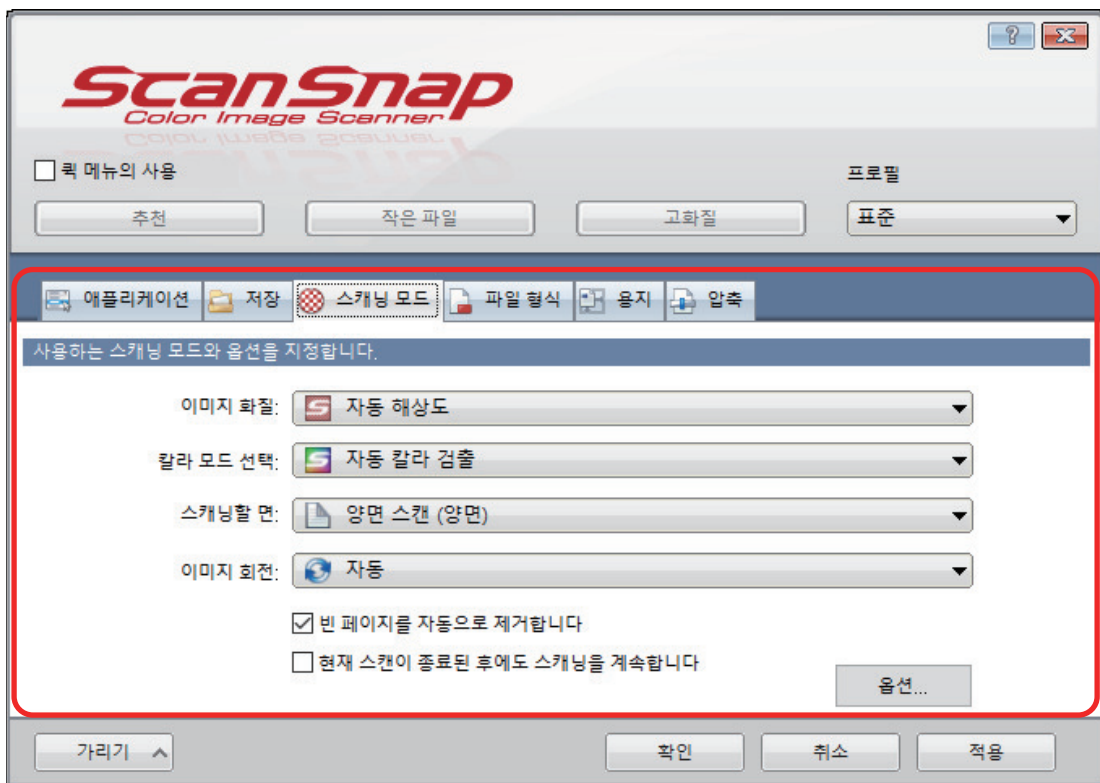 ScanSnap
Color Image Scanner
퀵 메뉴의 사용
프로필
추천 작은 파일 고화질 표준
애플리케이션 저장 스캐닝 모드 파일 형식 용지 압축
사용하는 스캐닝 모드와 옵션을 지정합니다.
이미지 화질: 자동 해상도
칼라 모드 선택: 자동 칼라 검출
스캐닝할 면: 양면 스캔 (양면)
이미지 회전: 자동
빈 페이지를 자동으로 제거합니다
현재 스캔이 종료된 후에도 스캐닝을 계속합니다
옵션...
가리기 확인 취소 적용